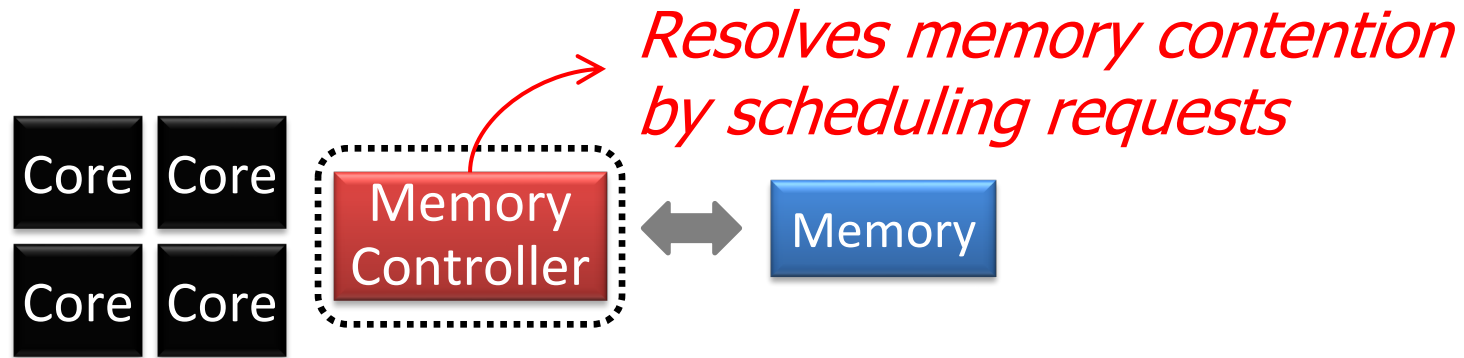 Resolves memory contention
by scheduling requests
Core Core
Memory
Controller
Memory
Core Core